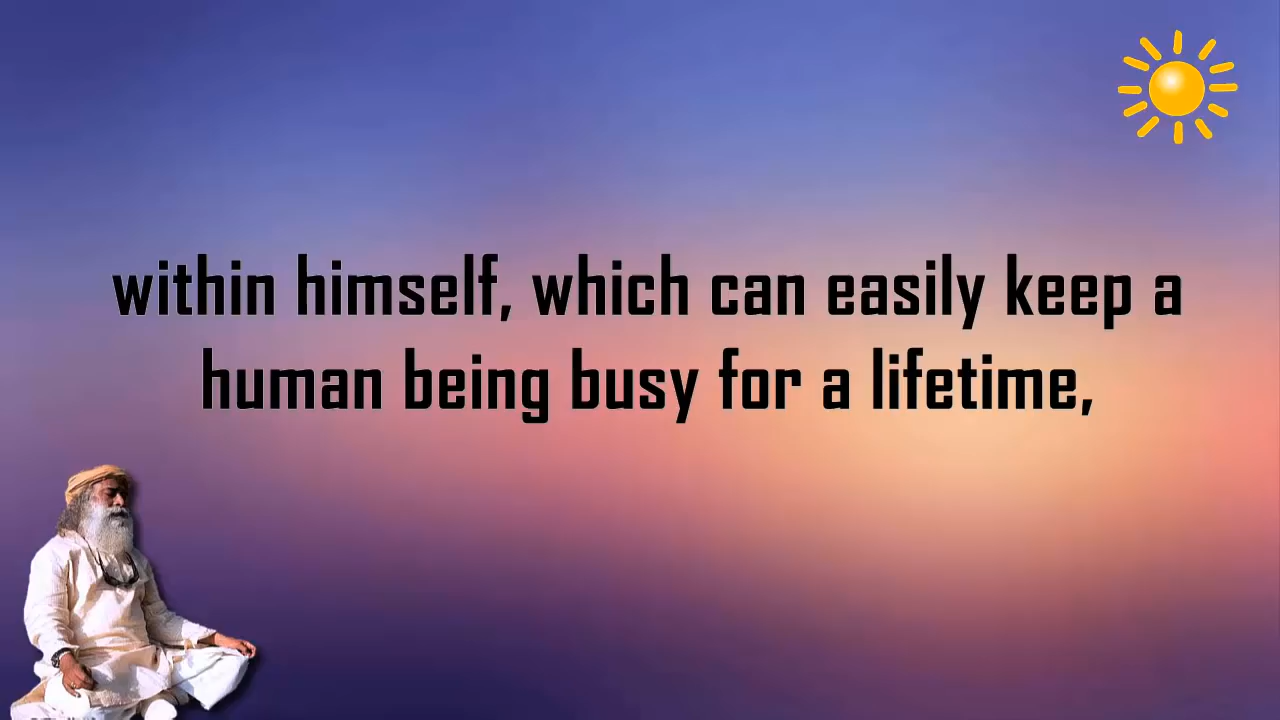 within himself, which can easily keep a
human being busy for a lifetime,